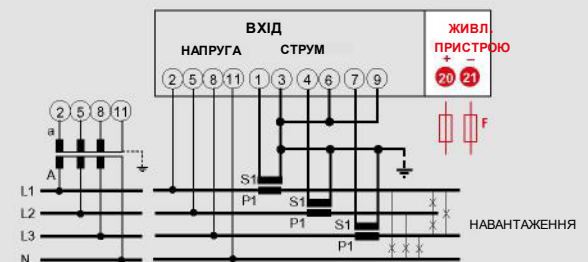 ВХІД
ЖИВЛ.
НАПРУГА СТРУМ
ПРИСТРОЮ
+ –
2 5 8 11 1 3 4 6 7 9
20 21
2 5 8 11
a
F
A
S1
L1
P1
S1
L2
P1
S1
НАВАНТАЖЕННЯ
L3
P1
N